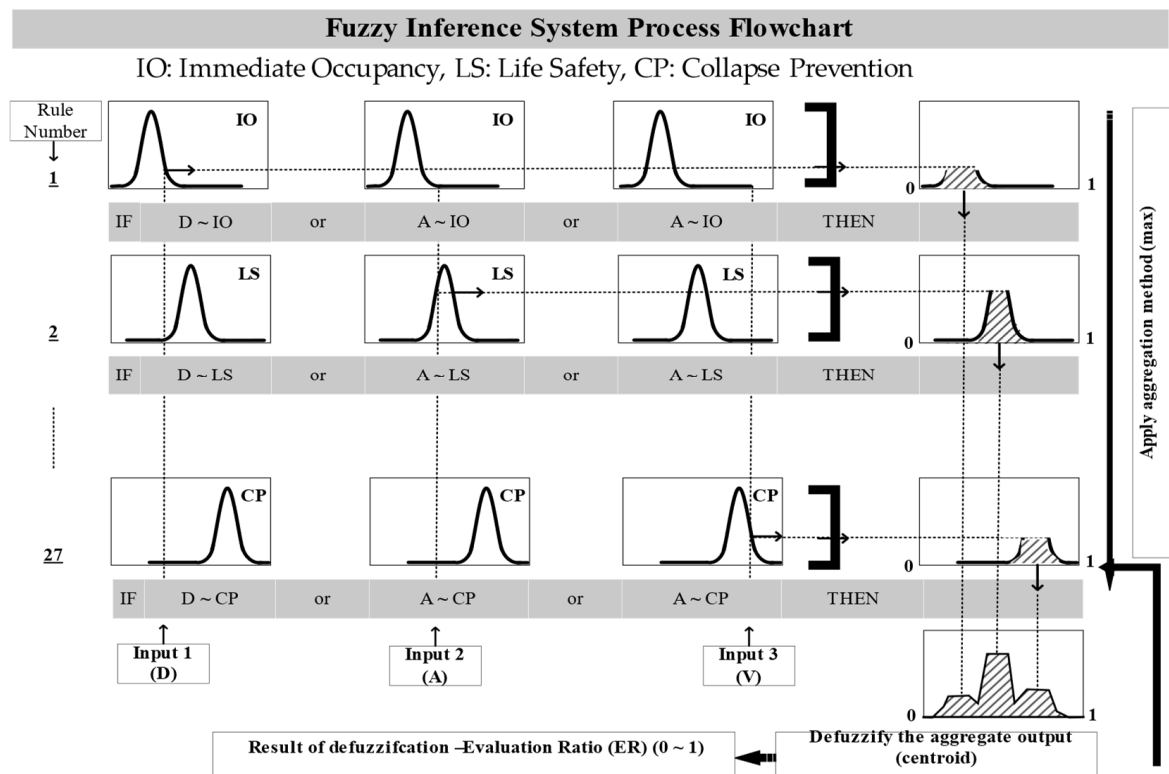 Fuzzy Inference System Process Flowchart
IO: Immediate Occupancy, LS: Life Safety, CP: Collapse Prevention
Rule
Number
1
IO
IO
IO
0
1
IF D ~ IO or A ~ IO or A ~ IO THEN
2
LS
LS
LS
0
1
IF D ~ LS or A ~ LS or A ~ LS THEN
27
CP
CP
CP
0
1
IF D ~ CP or A ~ CP or A ~ CP THEN
Input 1
(D)
Input 2
(A)
Input 3
(V)
0
1
Apply aggregation method (max)
Defuzzify the aggregate output
(centroid)
Result of defuzzifcation –Evaluation Ratio (ER) (0 ~ 1)